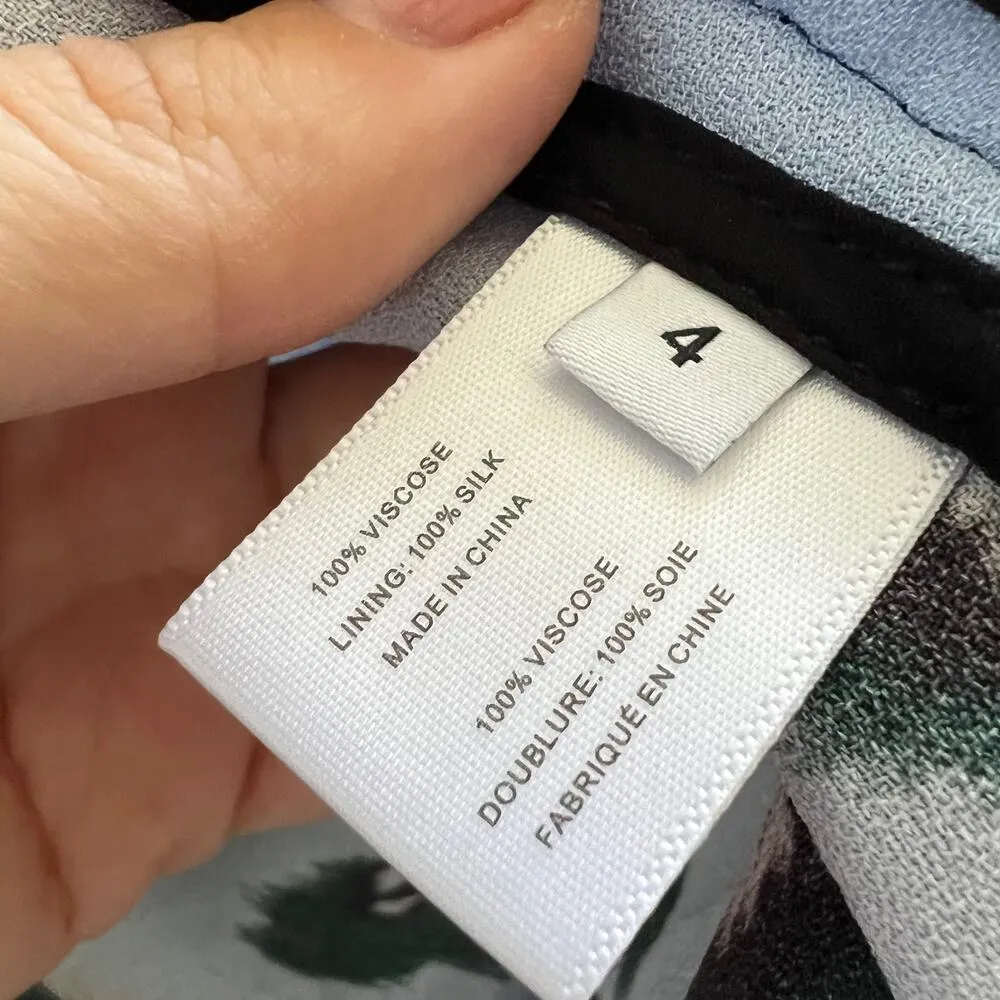 4
100% VISCOSE
LINING: 100% SILK
MADE IN CHINA
100% VISCOSE
DOUBLURE: 100% SOIE
FABRIQUÉ EN CHINE